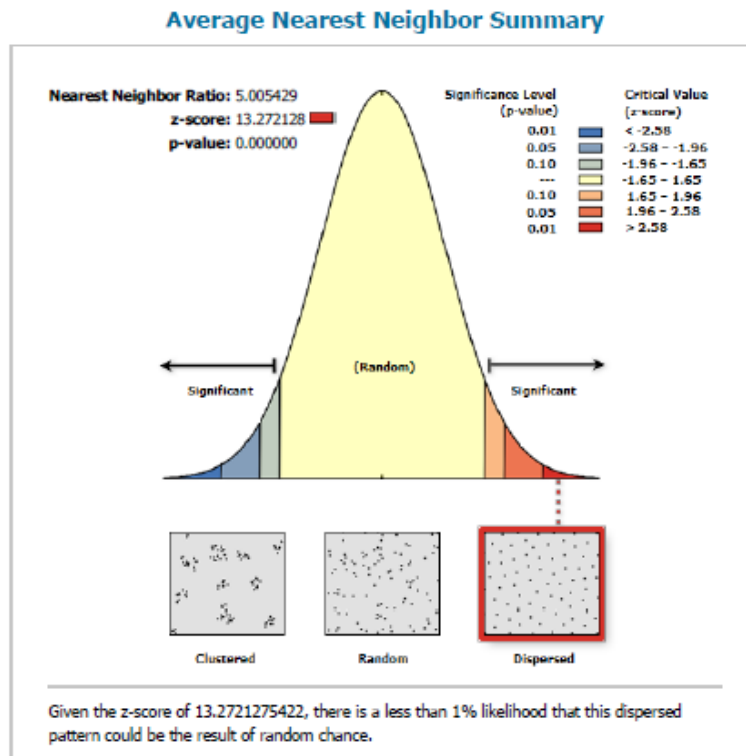 Average Nearest Neighbor Summary
Nearest Neighbor Ratio: 5.005429
z-score: 13.272128
p-value: 0.000000
Significance Level
(p-value)
Critical Value
(z-score)
0.01 < -2.58
0.05 -2.58 – -1.96
0.10 -1.96 – -1.65
--- -1.65 – 1.65
0.10 1.65 – 1.96
0.05 1.96 – 2.58
0.01 > 2.58
Significant
(Random)
Significant
Clustered
Random
Dispersed
Given the z-score of 13.2721275422, there is a less than 1% likelihood that this dispersed
pattern could be the result of random chance.